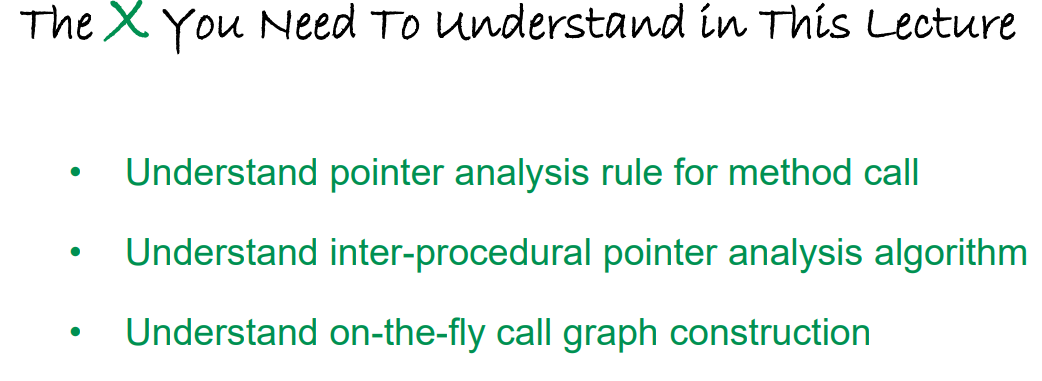 The X You Need To Understand in This Lecture
• Understand pointer analysis rule for method call
• Understand inter-procedural pointer analysis algorithm
• Understand on-the-fly call graph construction